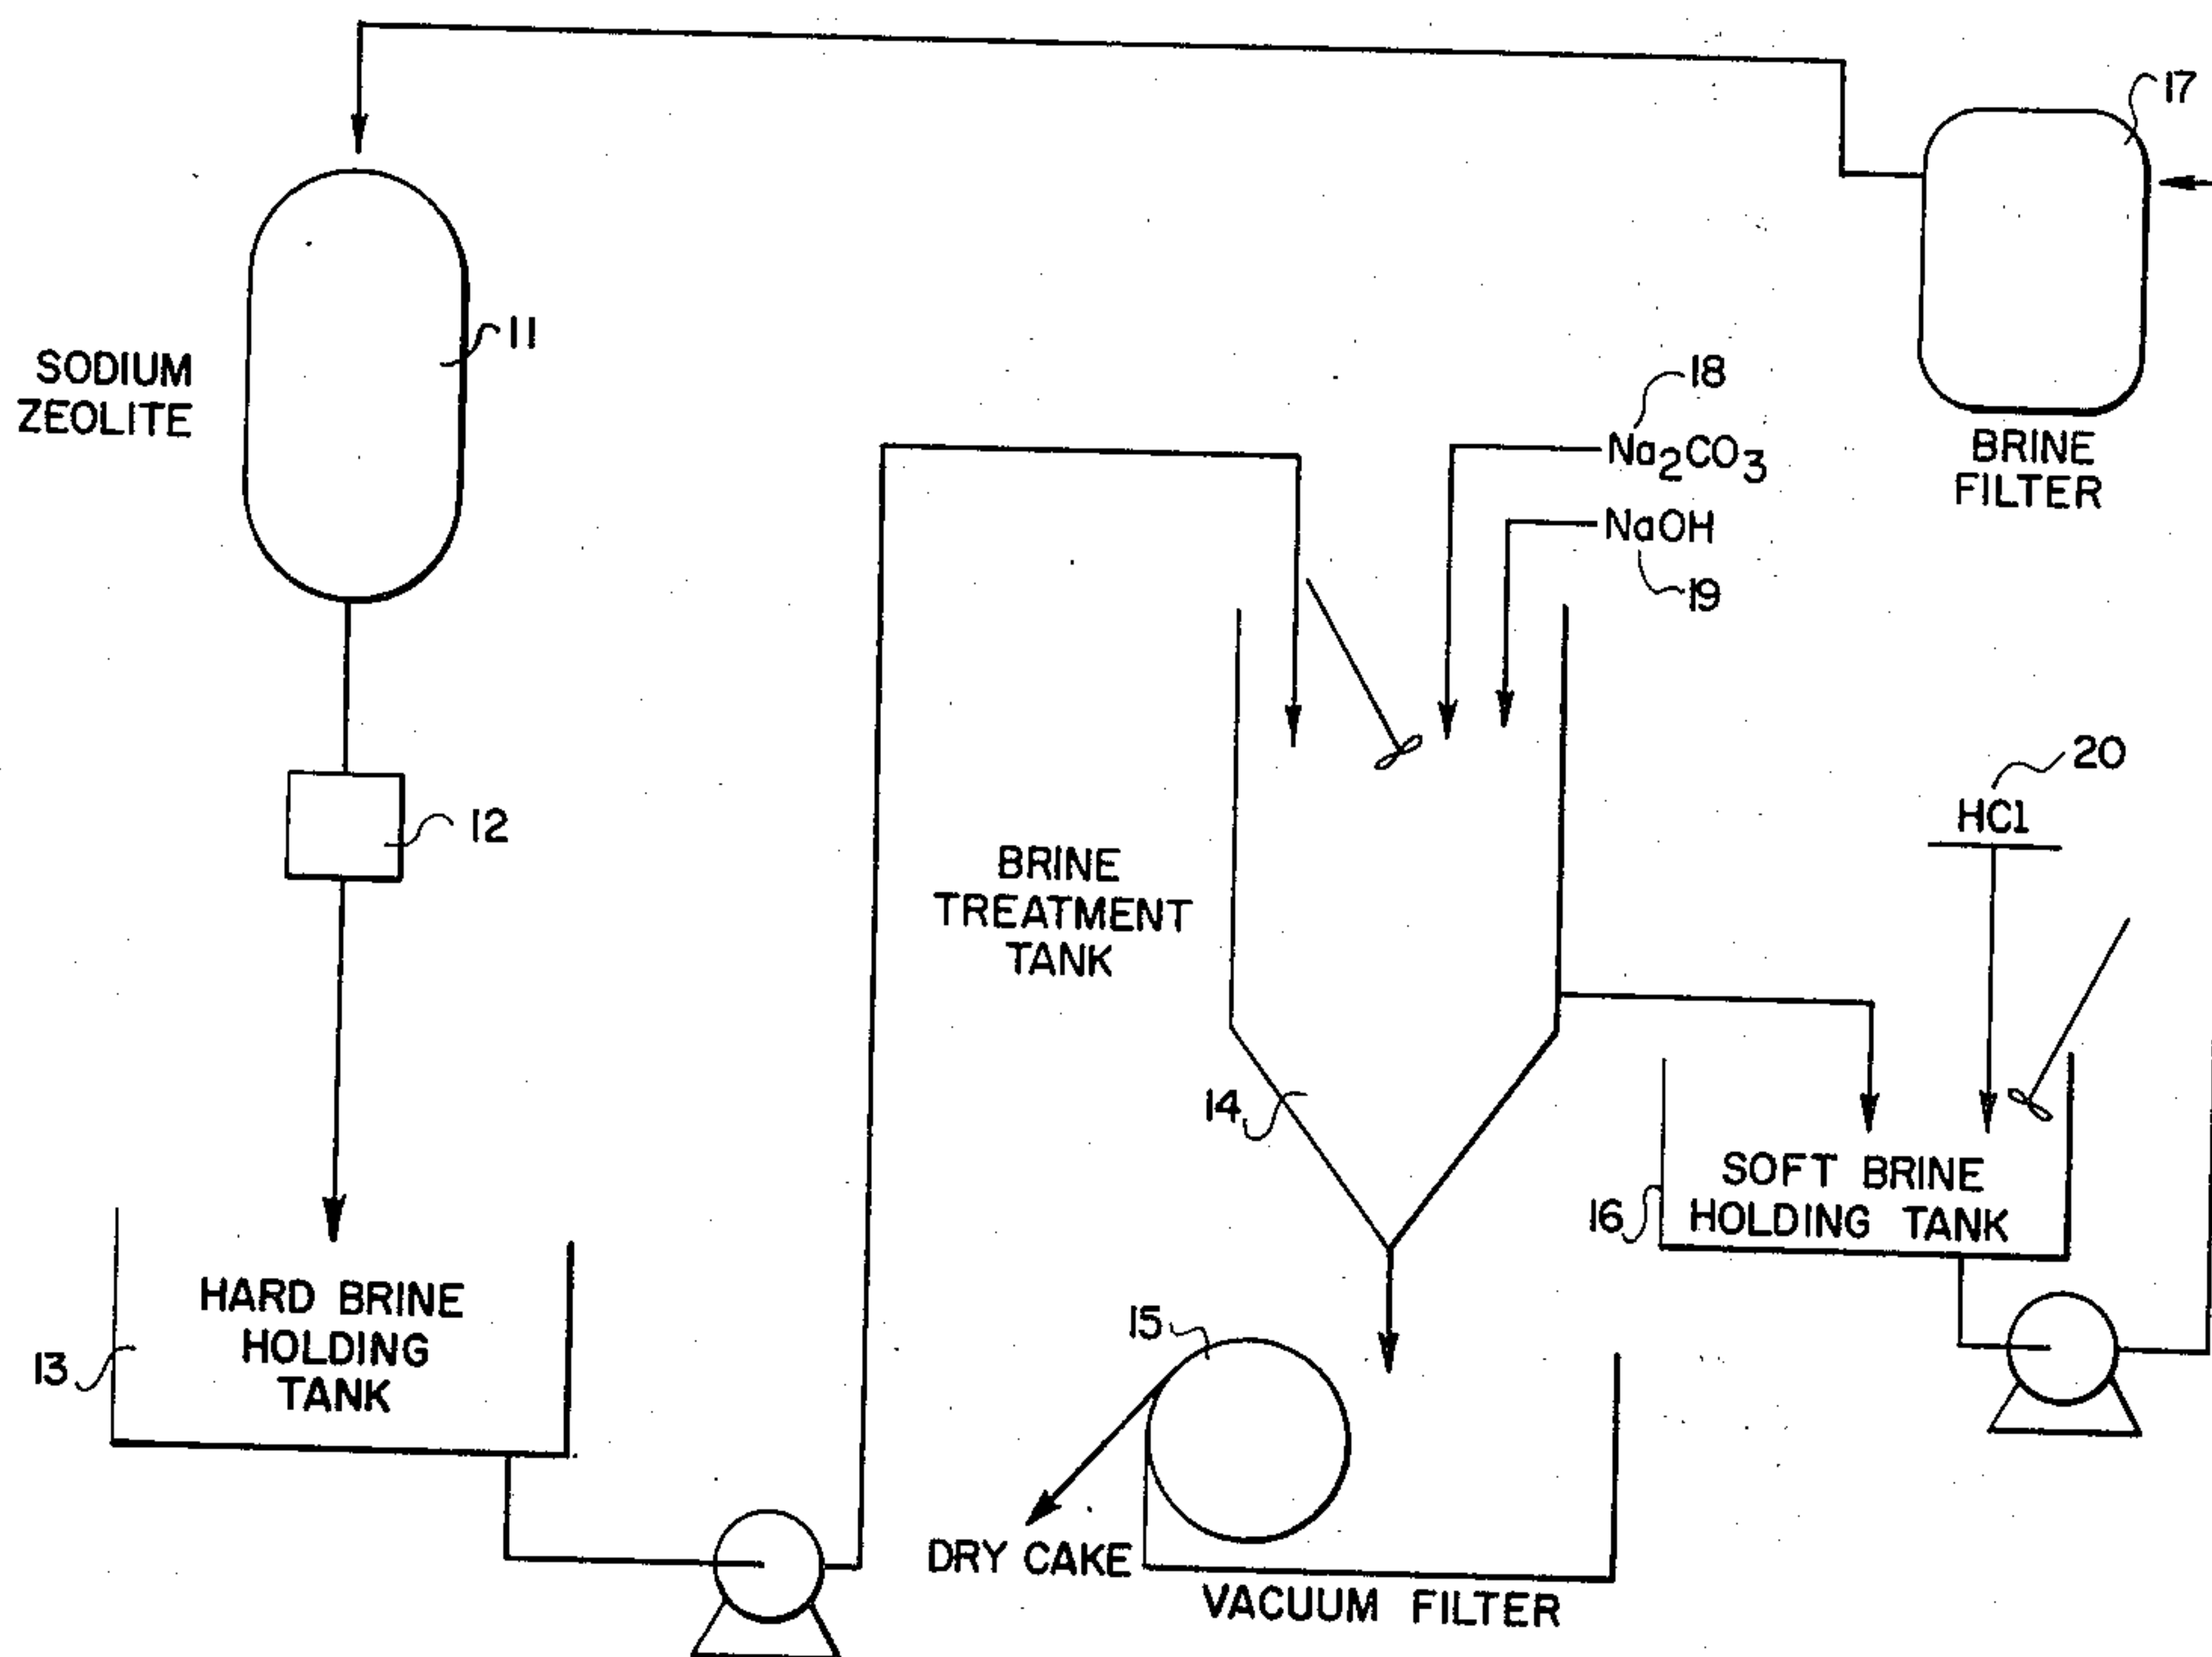 17
SODIUM
ZEOLITE
11
18
Na₂CO₃
BRINE
FILTER
NaOH
19
12
20
HCl
BRINE
TREATMENT
TANK
14
SOFT BRINE
HOLDING TANK
16
HARD BRINE
HOLDING
TANK
13
15
DRY CAKE
VACUUM FILTER